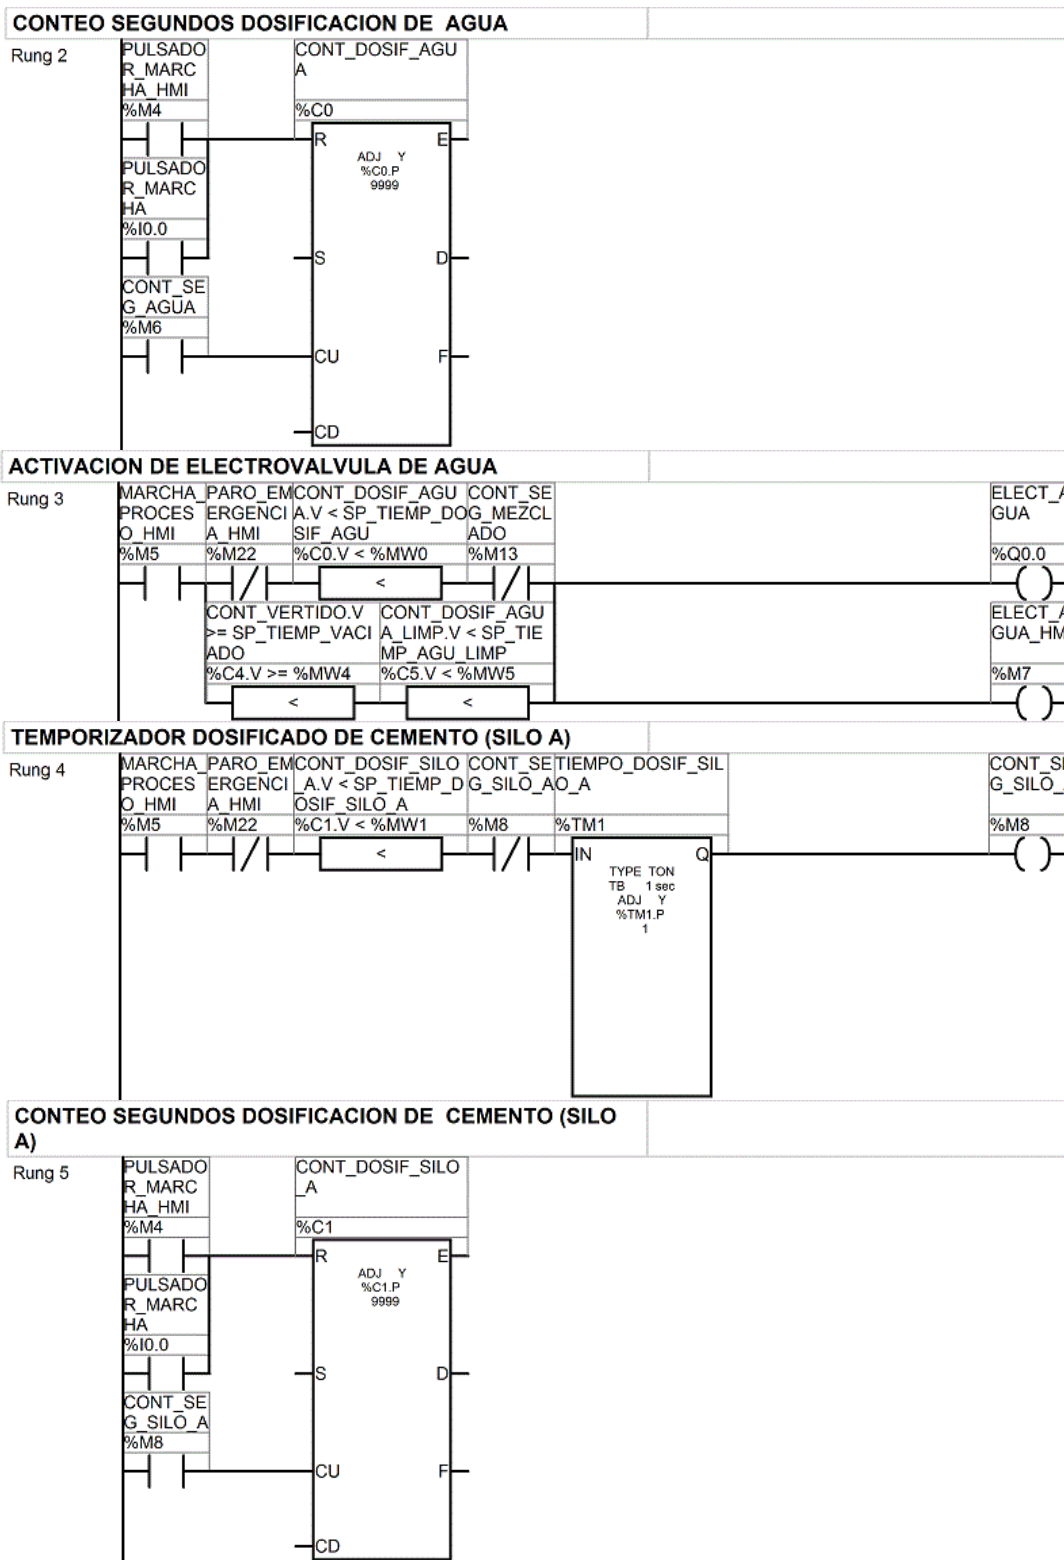 CONTEO SEGUNDOS DOSIFICACION DE AGUA
Rung 2
PULSADO
R_MARC
HA_HMI
%M4
CONT_DOSIF_AGU
A
%C0
R
E
ADJ Y
%C0.P
9999
PULSADO
R_MARC
HA
%I0.0
S
D
CONT_SE
G_AGUA
%M6
CU
F
CD
ACTIVACION DE ELECTROVALVULA DE AGUA
Rung 3
MARCHA_
PROCES
O_HMI
%M5
PARO_EM
ERGENCI
A_HMI
%M22
CONT_DOSIF_AGU
A.V < SP_TIEMP_DO
SIF_AGU
%C0.V < %MW0
<
CONT_SE
G_MEZCL
ADO
%M13
ELECT_A
GUA
%Q0.0
CONT_VERTIDO.V
>= SP_TIEMP_VACI
ADO
%C4.V >= %MW4
<
CONT_DOSIF_AGU
A_LIMP.V < SP_TIE
MP_AGU_LIMP
%C5.V < %MW5
<
ELECT_A
GUA_HM
%M7
TEMPORIZADOR DOSIFICADO DE CEMENTO (SILO A)
Rung 4
MARCHA_
PROCES
O_HMI
%M5
PARO_EM
ERGENCI
A_HMI
%M22
CONT_DOSIF_SILO
_A.V < SP_TIEMP_D
OSIF_SILO_A
%C1.V < %MW1
<
CONT_SE
G_SILO_A
%M8
TIEMPO_DOSIF_SIL
O_A
%TM1
IN
Q
TYPE TON
TB 1 sec
ADJ Y
%TM1.P
1
CONT_SE
G_SILO_
%M8
CONTEO SEGUNDOS DOSIFICACION DE CEMENTO (SILO
A)
Rung 5
PULSADO
R_MARC
HA_HMI
%M4
CONT_DOSIF_SILO
_A
%C1
R
E
ADJ Y
%C1.P
9999
PULSADO
R_MARC
HA
%I0.0
S
D
CONT_SE
G_SILO_A
%M8
CU
F
CD